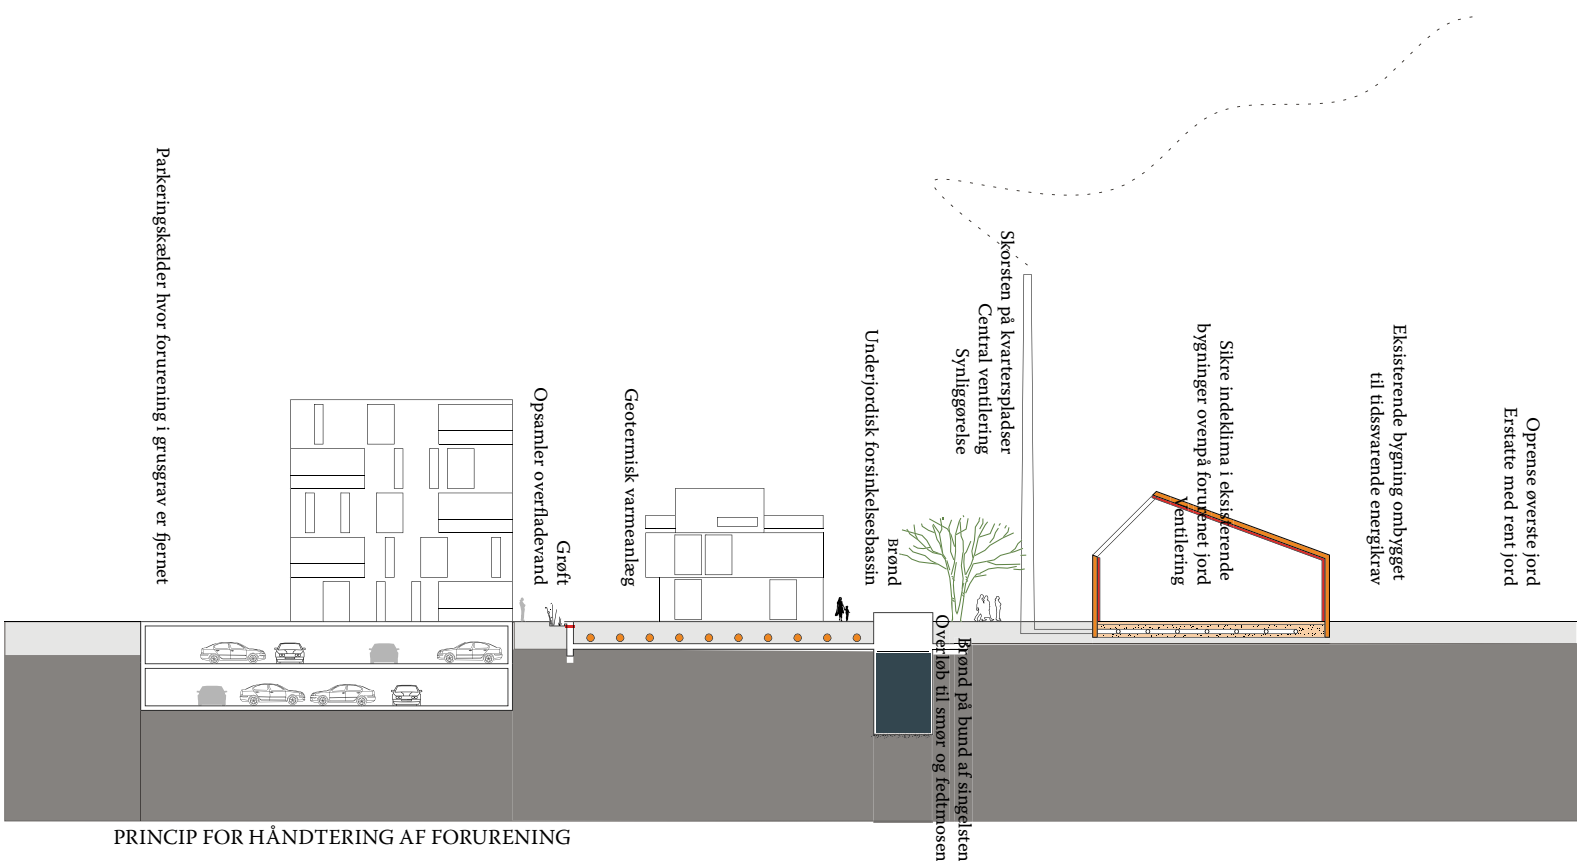 Parkeringskælder hvor forurening i grusgrav er fjernet
Grøft
Opsamler overfladevand
Geotermisk varmeanlæg
Brønd
Underjordisk forsinkelsesbassin
Brønd på bund af singelsten
Overløb til smør og fedtmosen
Skorsten på kvarterspladser
Central ventilering
Synliggørelse
Sikre indeklima i eksisterende
bygninger ovenpå forurenet jord
Ventilering
Eksisterende bygning ombygget
til tidssvarende energikrav
Oprense øverste jord
Erstatte med rent jord
PRINCIP FOR HÅNDTERING AF FORURENING